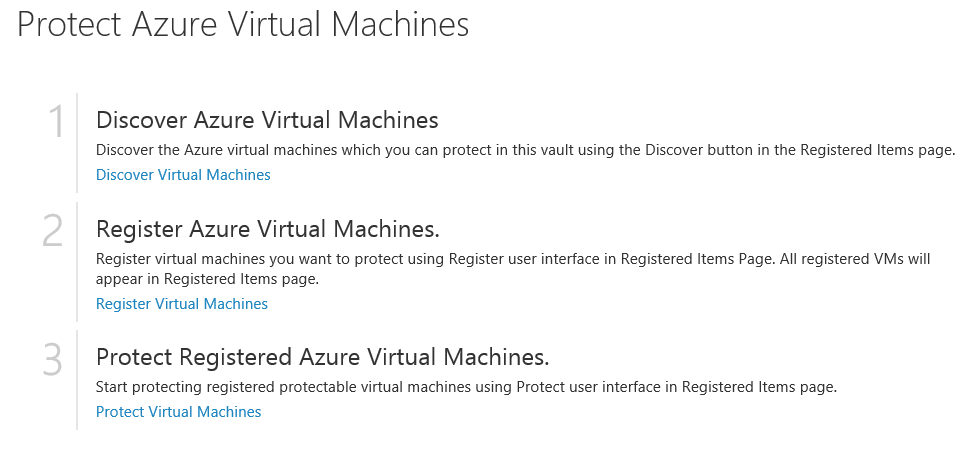 Protect Azure Virtual Machines
1
Discover Azure Virtual Machines
Discover the Azure virtual machines which you can protect in this vault using the Discover button in the Registered Items page.
Discover Virtual Machines
2
Register Azure Virtual Machines.
Register virtual machines you want to protect using Register user interface in Registered Items Page. All registered VMs will
appear in Registered Items page.
Register Virtual Machines
3
Protect Registered Azure Virtual Machines.
Start protecting registered protectable virtual machines using Protect user interface in Registered Items page.
Protect Virtual Machines